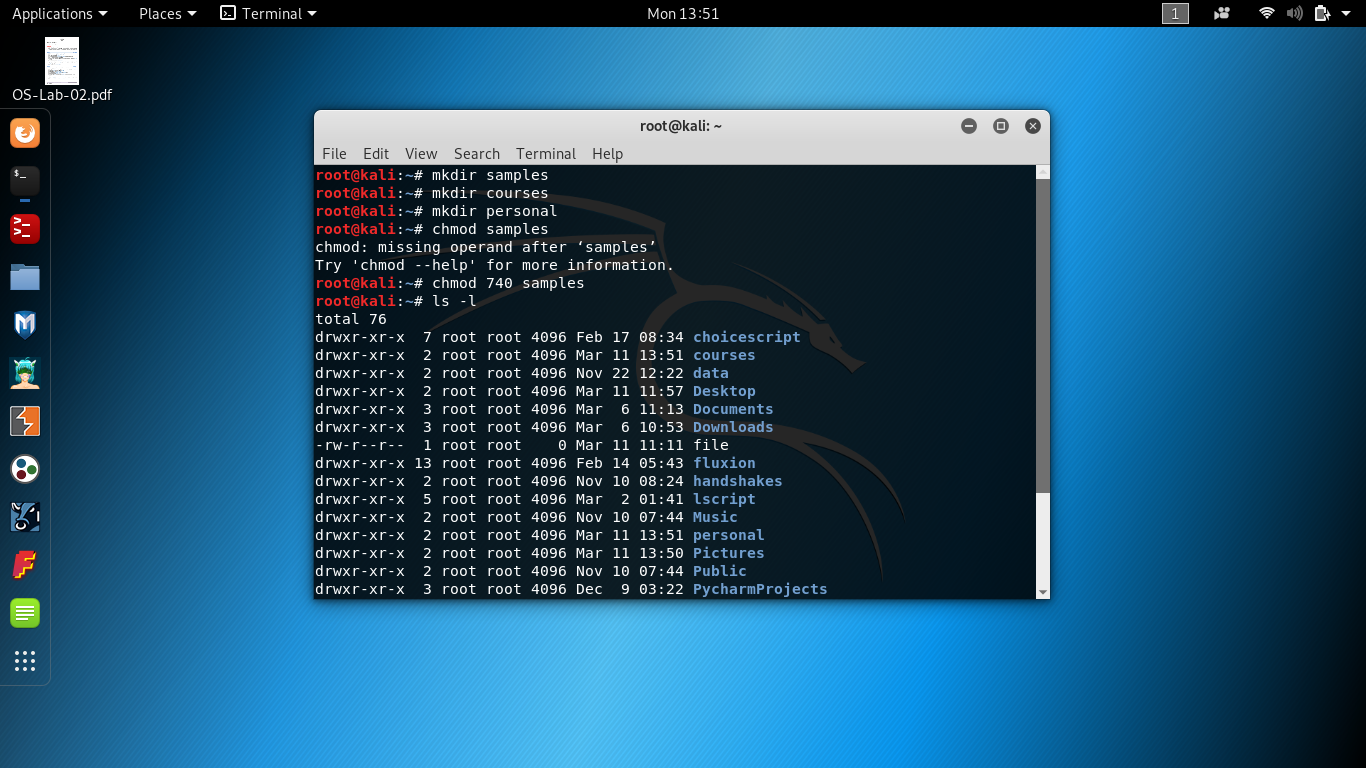 Applications Places Terminal Mon 13:51 1
OS-Lab-02.pdf
root@kali: ~
File Edit View Search Terminal Help
root@kali:~# mkdir samples
root@kali:~# mkdir courses
root@kali:~# mkdir personal
root@kali:~# chmod samples
chmod: missing operand after ‘samples’
Try 'chmod --help' for more information.
root@kali:~# chmod 740 samples
root@kali:~# ls -l
total 76
drwxr-xr-x  7 root root 4096 Feb 17 08:34 choicescript
drwxr-xr-x  2 root root 4096 Mar 11 13:51 courses
drwxr-xr-x  2 root root 4096 Nov 22 12:22 data
drwxr-xr-x  2 root root 4096 Mar 11 11:57 Desktop
drwxr-xr-x  3 root root 4096 Mar  6 11:13 Documents
drwxr-xr-x  3 root root 4096 Mar  6 10:53 Downloads
-rw-r--r--  1 root root    0 Mar 11 11:11 file
drwxr-xr-x 13 root root 4096 Feb 14 05:43 fluxion
drwxr-xr-x  2 root root 4096 Nov 10 08:24 handshakes
drwxr-xr-x  5 root root 4096 Mar  2 01:41 lscript
drwxr-xr-x  2 root root 4096 Nov 10 07:44 Music
drwxr-xr-x  2 root root 4096 Mar 11 13:51 personal
drwxr-xr-x  2 root root 4096 Mar 11 13:50 Pictures
drwxr-xr-x  2 root root 4096 Nov 10 07:44 Public
drwxr-xr-x  3 root root 4096 Dec  9 03:22 PycharmProjects